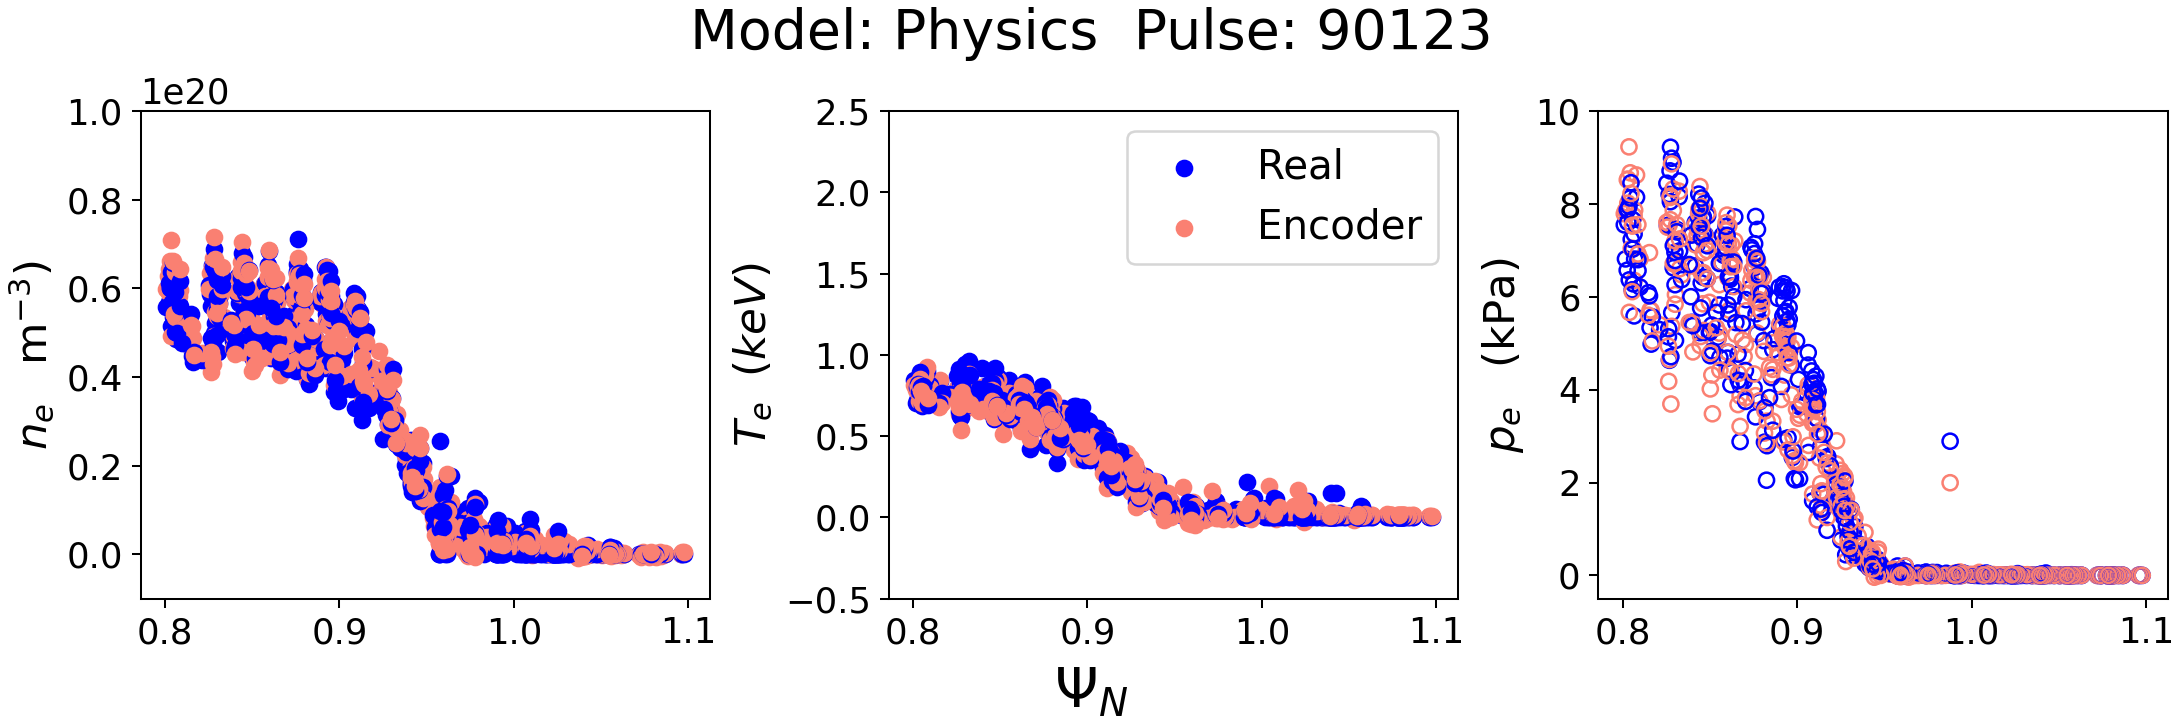 Model: Physics  Pulse: 90123
1e20
1.0
0.8
0.6
0.4
0.2
0.0
nₑ  m⁻³)
0.8 0.9 1.0 1.1
2.5
2.0
1.5
1.0
0.5
0.0
−0.5
Tₑ  (keV)
Real
Encoder
0.8 0.9 1.0 1.1
10
8
6
4
2
0
pₑ  (kPa)
0.8 0.9 1.0 1.1
Ψ_N